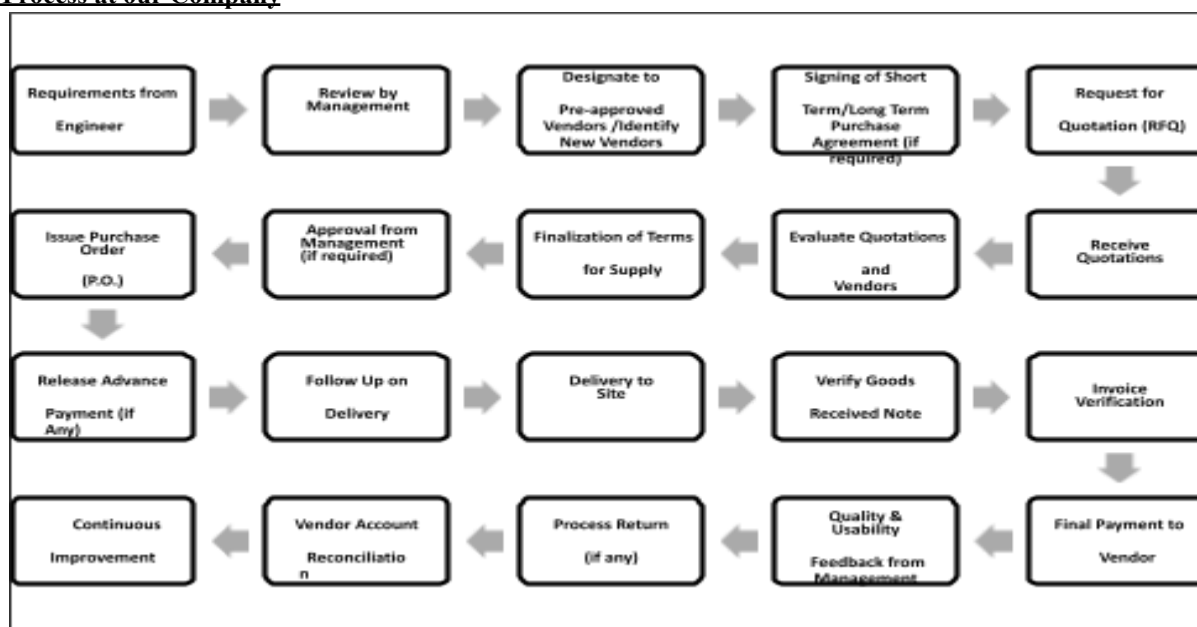 Process at our Company
Requirements from
Engineer
Review by
Management
Designate to
Pre-approved
Vendors /Identify
New Vendors
Signing of Short
Term/Long Term
Purchase
Agreement (if
required)
Request for
Quotation (RFQ)
Receive
Quotations
Evaluate Quotations
and
Vendors
Finalization of Terms
for Supply
Approval from
Management
(if required)
Issue Purchase
Order
(P.O.)
Release Advance
Payment (if
Any)
Follow Up on
Delivery
Delivery to
Site
Verify Goods
Received Note
Invoice
Verification
Final Payment to
Vendor
Quality &
Usability
Feedback from
Management
Process Return
(if any)
Vendor Account
Reconciliatio
n
Continuous
Improvement